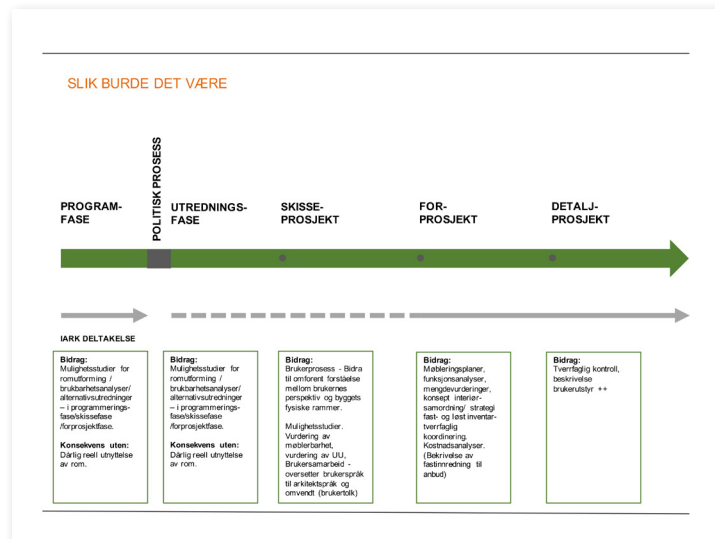 SLIK BURDE DET VÆRE
POLITISK PROSESS
PROGRAM-
FASE
UTREDNINGS-
FASE
SKISSE-
PROSJEKT
FOR-
PROSJEKT
DETALJ-
PROSJEKT
IARK DELTAKELSE
Bidrag:
Mulighetsstudier for
romutforming /
brukbarhetsanalyser/
alternativsutredninger
– i programmerings-
fase/skissefase
/forprosjektfase.
Konsekvens uten:
Dårlig reell utnyttelse
av rom.
Bidrag:
Mulighetsstudier for
romutforming /
brukbarhetsanalyser/
alternativsutredninger
– i programmerings-
fase/skissefase
/forprosjektfase.
Konsekvens uten:
Dårlig reell utnyttelse
av rom.
Bidrag:
Brukerprosess - Bidra
til omforent forståelse
mellom brukernes
perspektiv og byggets
fysiske rammer.
Mulighetsstudier.
Vurdering av
møblerbarhet,
vurdering av UU,
Brukersamarbeid -
oversetter brukerspråk
til arkitektspråk og
omvendt (brukertolk)
Bidrag:
Møbleringsplaner,
funksjonsanalyser,
mengdevurderinger,
konsept interiør-
samordning/ strategi
fast- og løst inventar-
tverrfaglig
koordinering.
Kostnadsanalyser.
(Bekrivelse av
fastinnredning til
anbud)
Bidrag:
Tverrfaglig kontroll,
beskrivelse
brukerutstyr ++